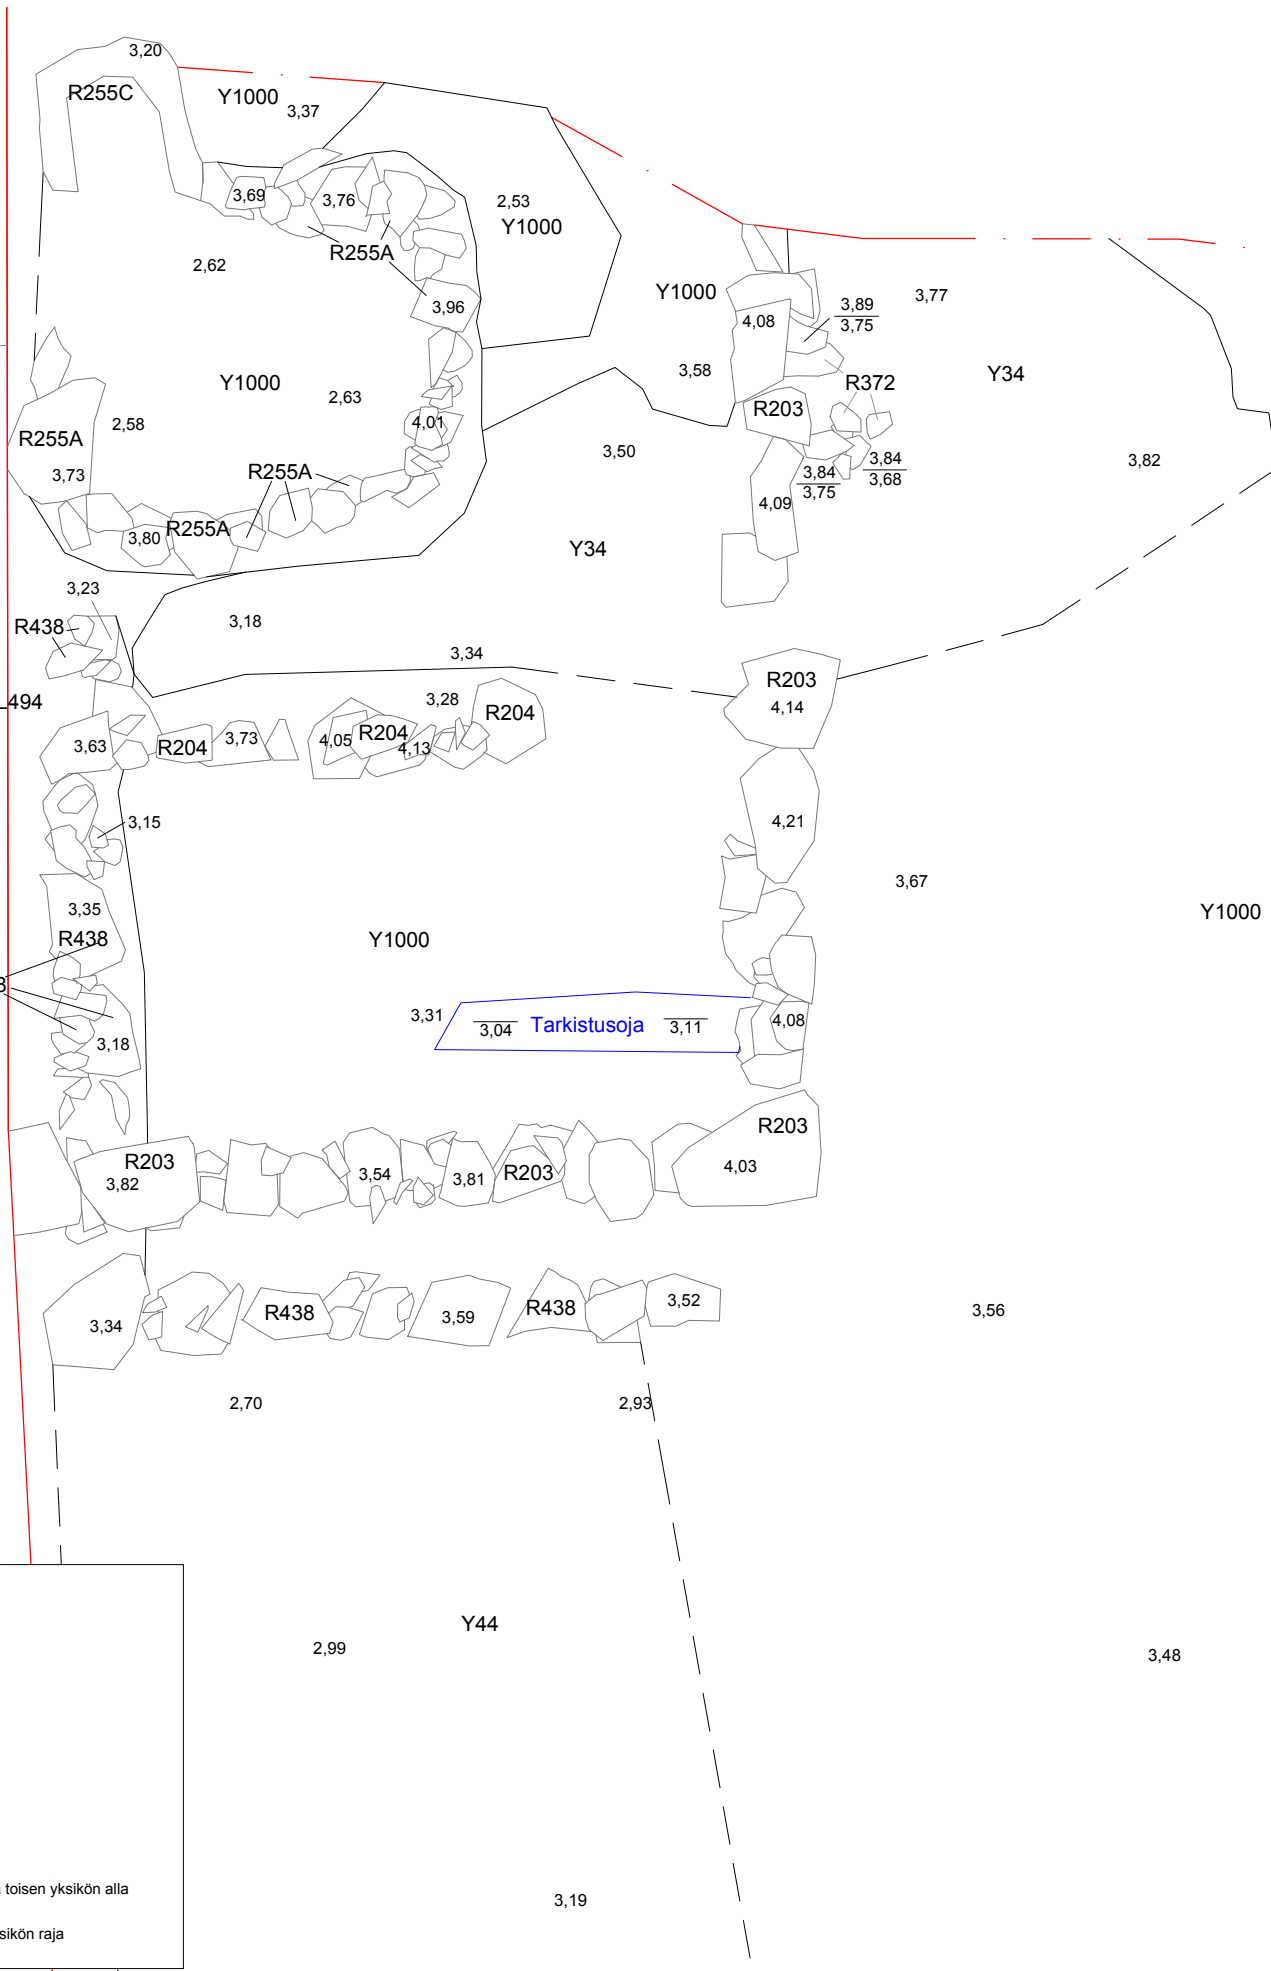 3,20
R255C
Y1000
3,37
3,69
3,76
2,53
Y1000
R255A
2,62
Y1000
3,96
4,08
3,89
3,75
3,77
3,58
Y34
Y1000
R372
2,63
R203
2,58
4,01
R255A
3,50
3,73
R255A
3,84
3,68
3,82
3,84
3,75
4,09
R255A
3,80
Y34
3,23
3,18
R438
3,34
R203
494
3,28
4,14
R204
3,63
R204
3,73
4,05
R204
4,13
3,15
4,21
3,67
3,35
R438
Y1000
Y1000
3,31
3,04
Tarkistusoja
3,11
4,08
3,18
R203
R203
4,03
3,82
3,54
3,81
R203
3,34
R438
3,59
R438
3,52
3,56
2,70
2,93
Y44
2,99
3,48
toisen yksikön alla
3,19
sikön raja